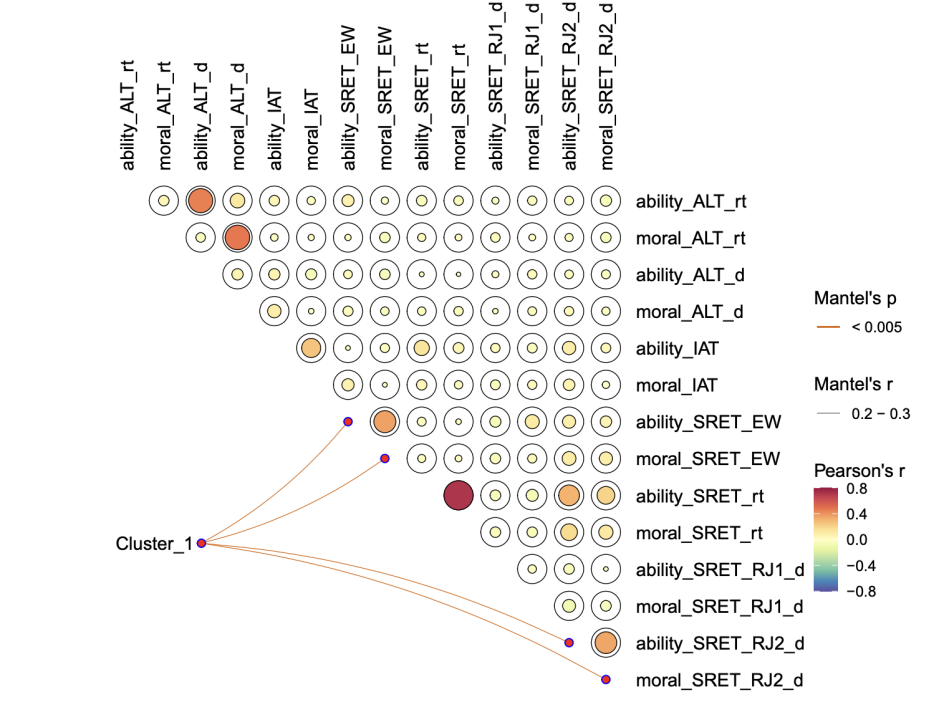 ability_ALT_rt
moral_ALT_rt
ability_ALT_d
moral_ALT_d
ability_IAT
moral_IAT
ability_SRET_EW
moral_SRET_EW
ability_SRET_rt
moral_SRET_rt
ability_SRET_RJ1_d
moral_SRET_RJ1_d
ability_SRET_RJ2_d
moral_SRET_RJ2_d
ability_ALT_rt
moral_ALT_rt
ability_ALT_d
moral_ALT_d
ability_IAT
moral_IAT
ability_SRET_EW
moral_SRET_EW
ability_SRET_rt
moral_SRET_rt
ability_SRET_RJ1_d
moral_SRET_RJ1_d
ability_SRET_RJ2_d
moral_SRET_RJ2_d
Cluster_1
Mantel's p
< 0.005
Mantel's r
0.2 − 0.3
Pearson's r
0.8
0.4
0.0
−0.4
−0.8